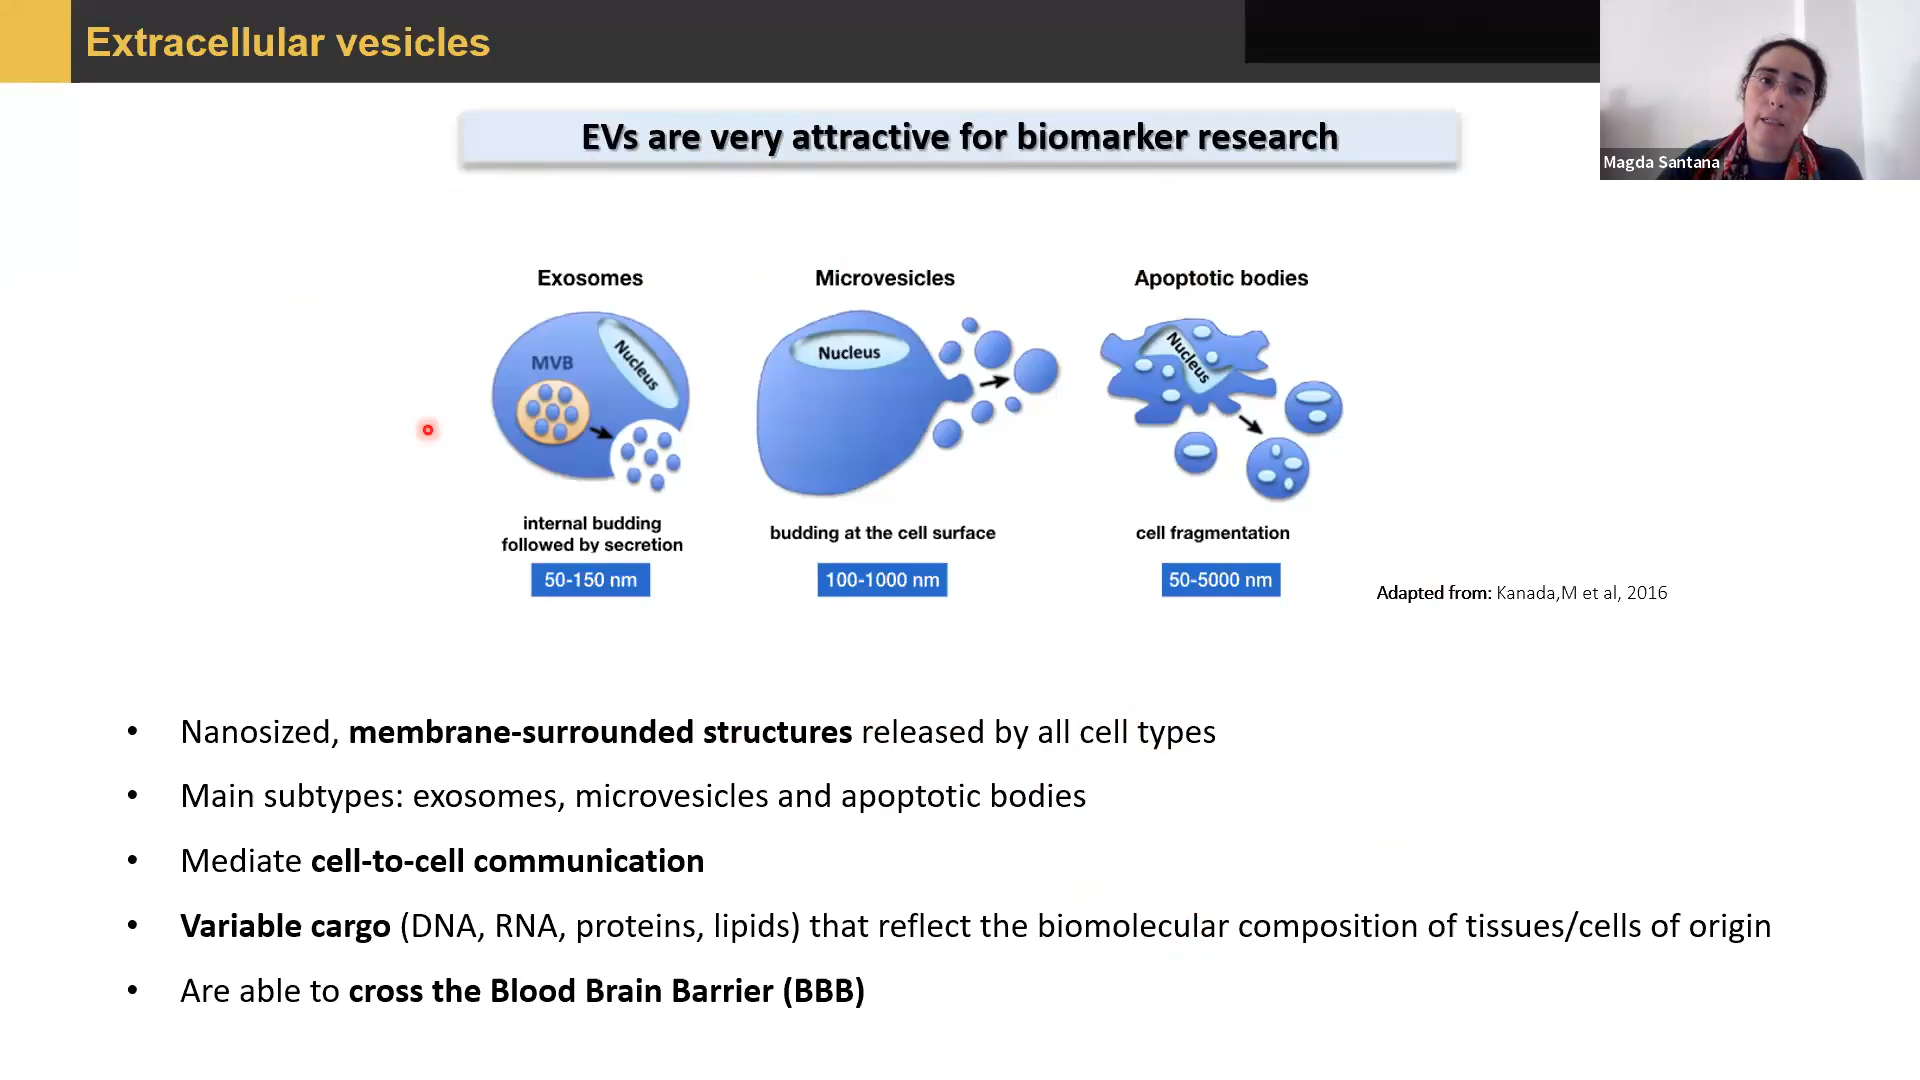 Extracellular vesicles
Magda Santana
EVs are very attractive for biomarker research
Exosomes
Microvesicles
Apoptotic bodies
MVB
Nucleus
Nucleus
Nucleus
internal budding
followed by secretion
budding at the cell surface
cell fragmentation
50-150 nm
100-1000 nm
50-5000 nm
Adapted from: Kanada,M et al, 2016
• Nanosized, membrane-surrounded structures released by all cell types
• Main subtypes: exosomes, microvesicles and apoptotic bodies
• Mediate cell-to-cell communication
• Variable cargo (DNA, RNA, proteins, lipids) that reflect the biomolecular composition of tissues/cells of origin
• Are able to cross the Blood Brain Barrier (BBB)